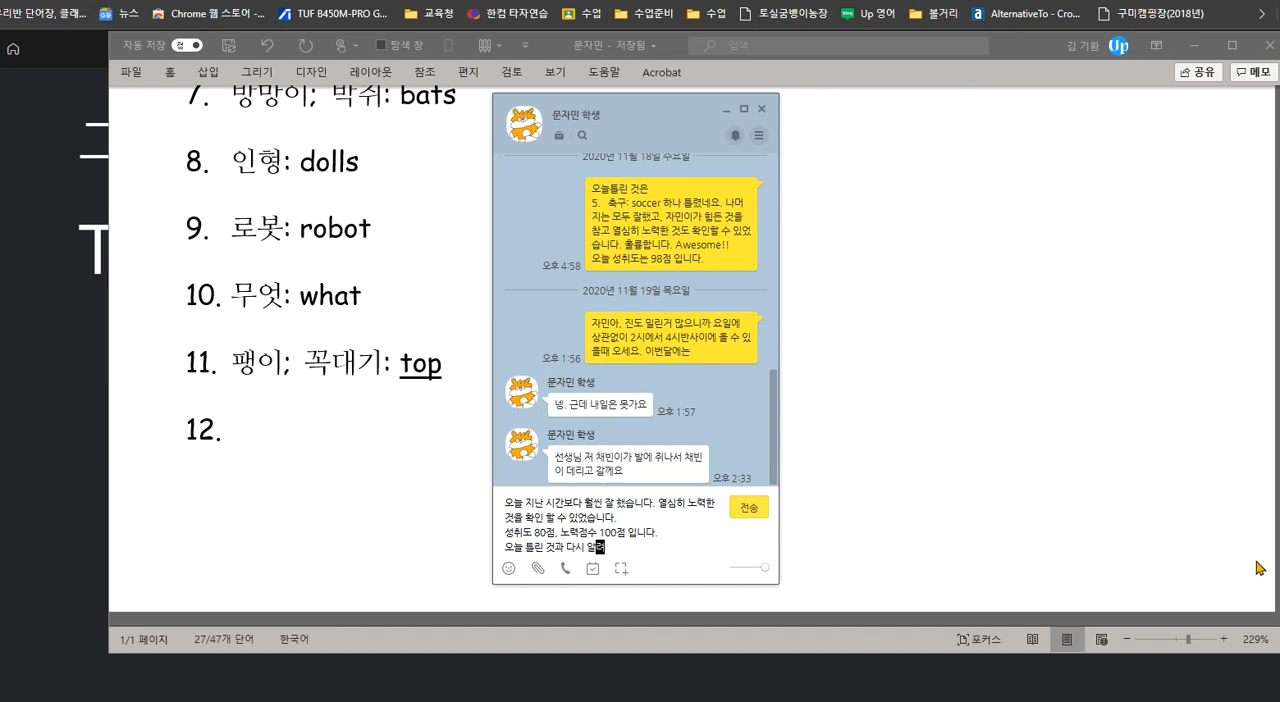 우리반 단어장, 클래... 뉴스 Chrome 웹 스토어 -... TUF B450M-PRO G... 교육청 한컴 타자연습 수업 수업준비 수업 토실궁뱅이농장 Up 영어 볼거리 AlternativeTo - Cro... 구미캠핑장(2018년)
자동 저장 문자민 - 저장됨 검색 김 기환 Up
탐색 창
파일 홈 삽입 그리기 디자인 레이아웃 참조 편지 검토 보기 도움말 Acrobat 공유 메모
7. 방망이; 박쥐: bats
8. 인형: dolls
9. 로봇: robot
10. 무엇: what
11. 팽이; 꼭대기: top
12.
문자민 학생
2020년 11월 18일 수요일
오늘틀린 것은
5. 축구: soccer 하나 틀렸네요. 나머
지는 모두 잘했고, 자민이가 힘든 것을
참고 열심히 노력한 것도 확인할 수 있었
습니다. 훌륭합니다. Awesome!!
오늘 성취도는 98점 입니다.
오후 4:58
2020년 11월 19일 목요일
자민아, 진도 밀린거 많으니까 요일에
상관없이 2시에서 4시반사이에 올 수 있
을때 오세요. 이번달에는
오후 1:56
문자민 학생
넹. 근데 내일은 못가요
오후 1:57
문자민 학생
선생님 저 채빈이가 발에 쥐나서 채빈
이 데리고 갈께요
오후 2:33
오늘 지난 시간보다 훨씬 잘 했습니다. 열심히 노력한
것을 확인 할 수 있었습니다.
성취도 80점, 노력점수 100점 입니다.
오늘 틀린 것과 다시 알려
전송
1/1 페이지 27/47개 단어 한국어 포커스 229%